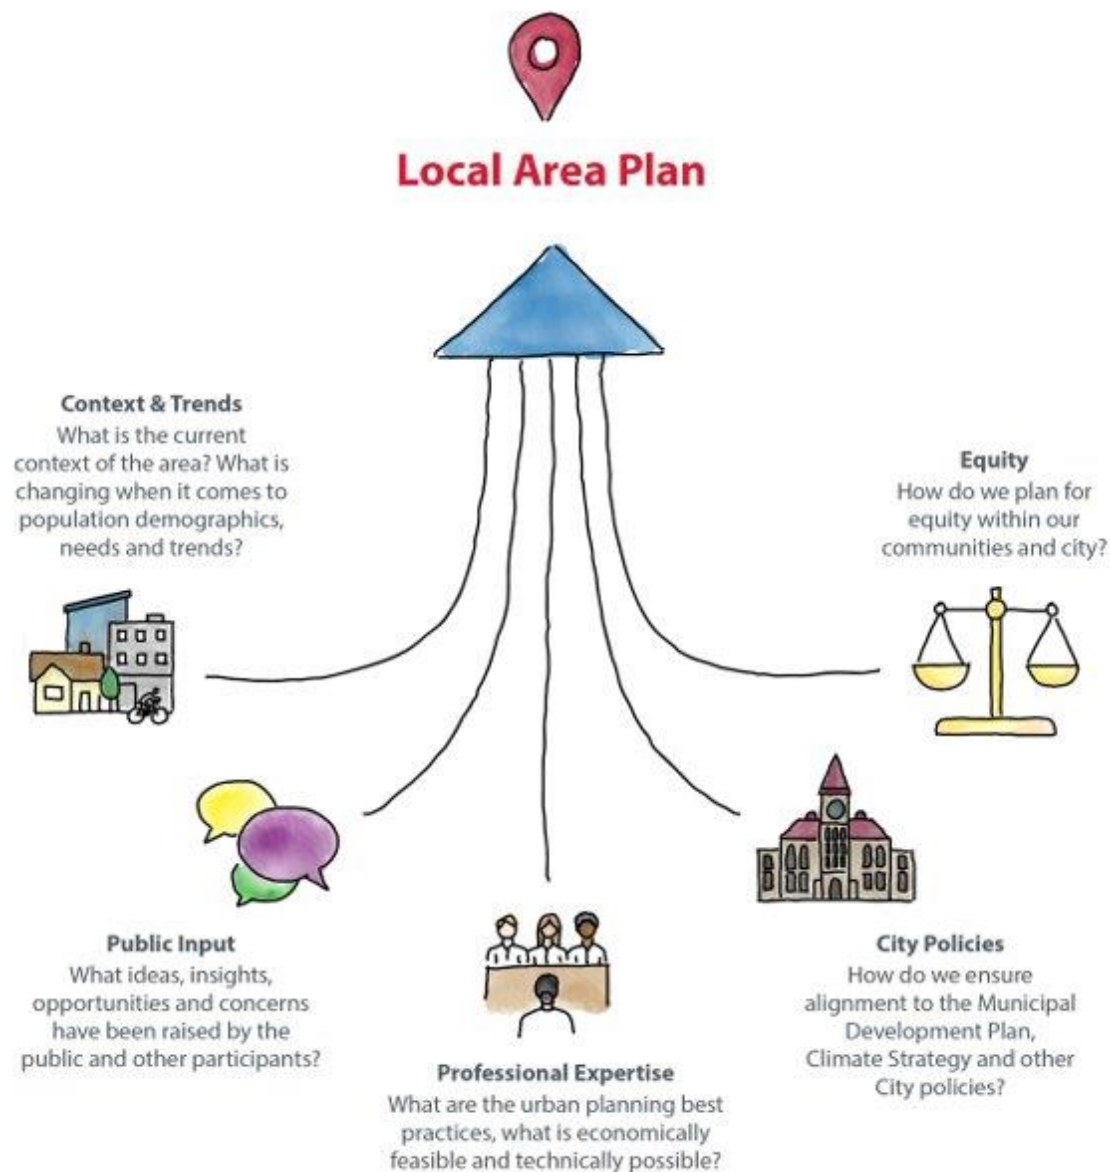 Local Area Plan
Context & Trends
What is the current
context of the area? What is
changing when it comes to
population demographics,
needs and trends?
Equity
How do we plan for
equity within our
communities and city?
Public Input
What ideas, insights,
opportunities and concerns
have been raised by the
public and other participants?
Professional Expertise
What are the urban planning best
practices, what is economically
feasible and technically possible?
City Policies
How do we ensure
alignment to the Municipal
Development Plan,
Climate Strategy and other
City policies?